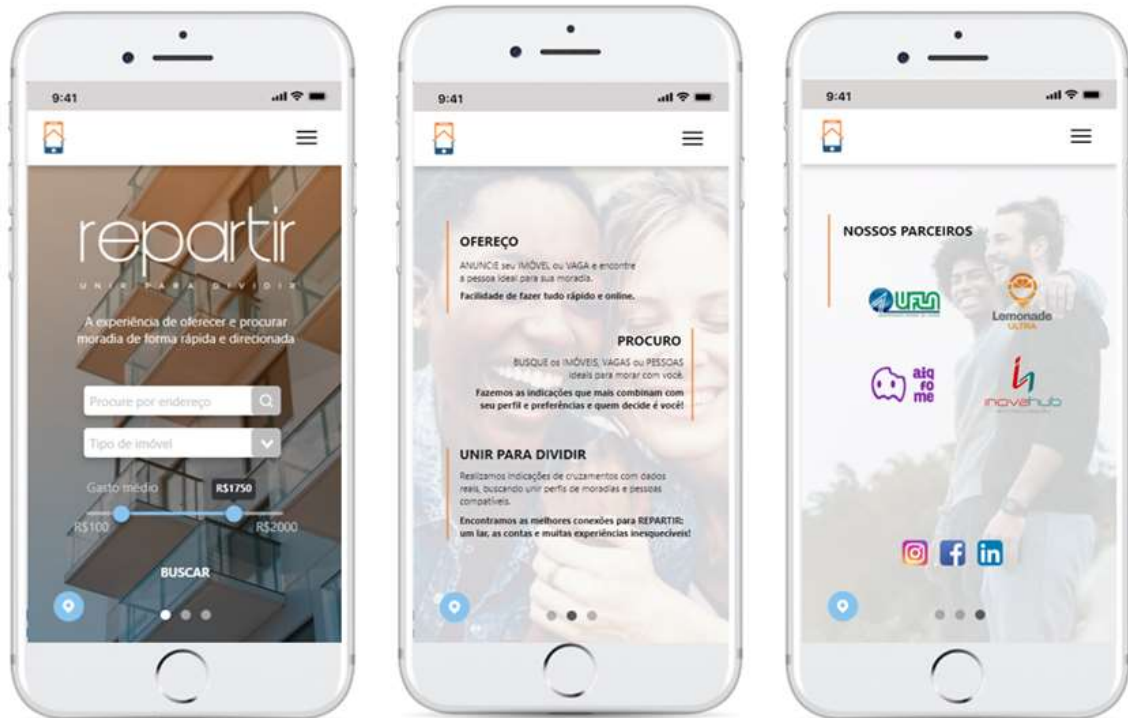 9:41
repartir
UNIR PARA DIVIDIR
A experiência de oferecer e procurar
moradia de forma rápida e direcionada
Procure por endereço
Tipo de imóvel
Gasto médio
R$1750
R$100
R$2000
BUSCAR
9:41
OFEREÇO
ANUNCIE seu IMÓVEL ou VAGA e encontre
a pessoa ideal para sua moradia.
Facilidade de fazer tudo rápido e online.
PROCURO
BUSQUE os IMÓVEIS, VAGAS ou PESSOAS
ideais para morar com você.
Fazemos as indicações que mais combinam com
seu perfil e preferências e quem decide é você!
UNIR PARA DIVIDIR
Realizamos indicações de cruzamentos com dados
reais, buscando unir perfis de moradias e pessoas
compatíveis.
Encontramos as melhores conexões para REPARTIR:
um lar, as contas e muitas experiências inesquecíveis!
9:41
NOSSOS PARCEIROS
Lemonade
ULTRA
aiq
fo
me
inovahub
in